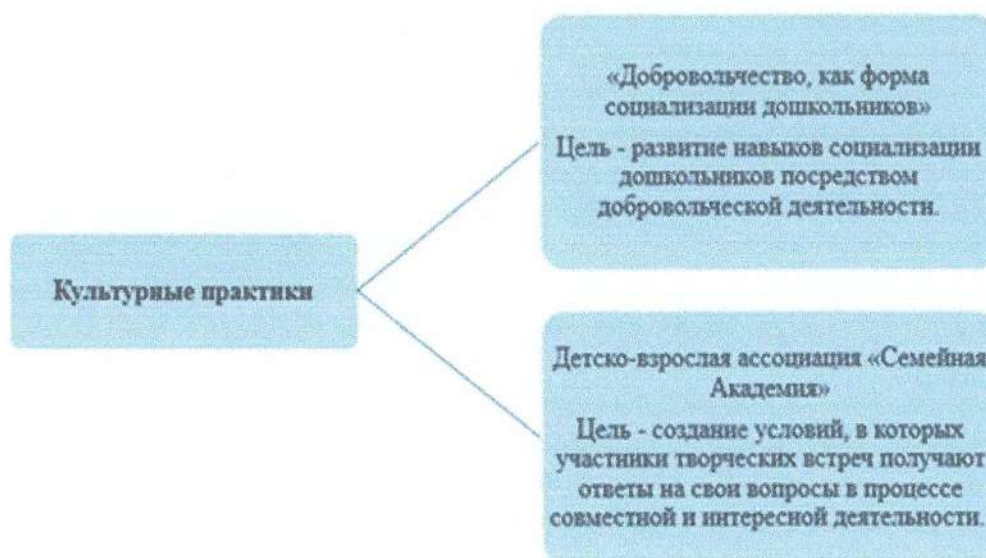 «Добровольчество, как форма
социализации дошкольников»
Цель - развитие навыков социализации
дошкольников посредством
добровольческой деятельности.
Культурные практики
Детско-взрослая ассоциация «Семейная
Академия»
Цель - создание условий, в которых
участники творческих встреч получают
ответы на свои вопросы в процессе
совместной и интересной деятельности.